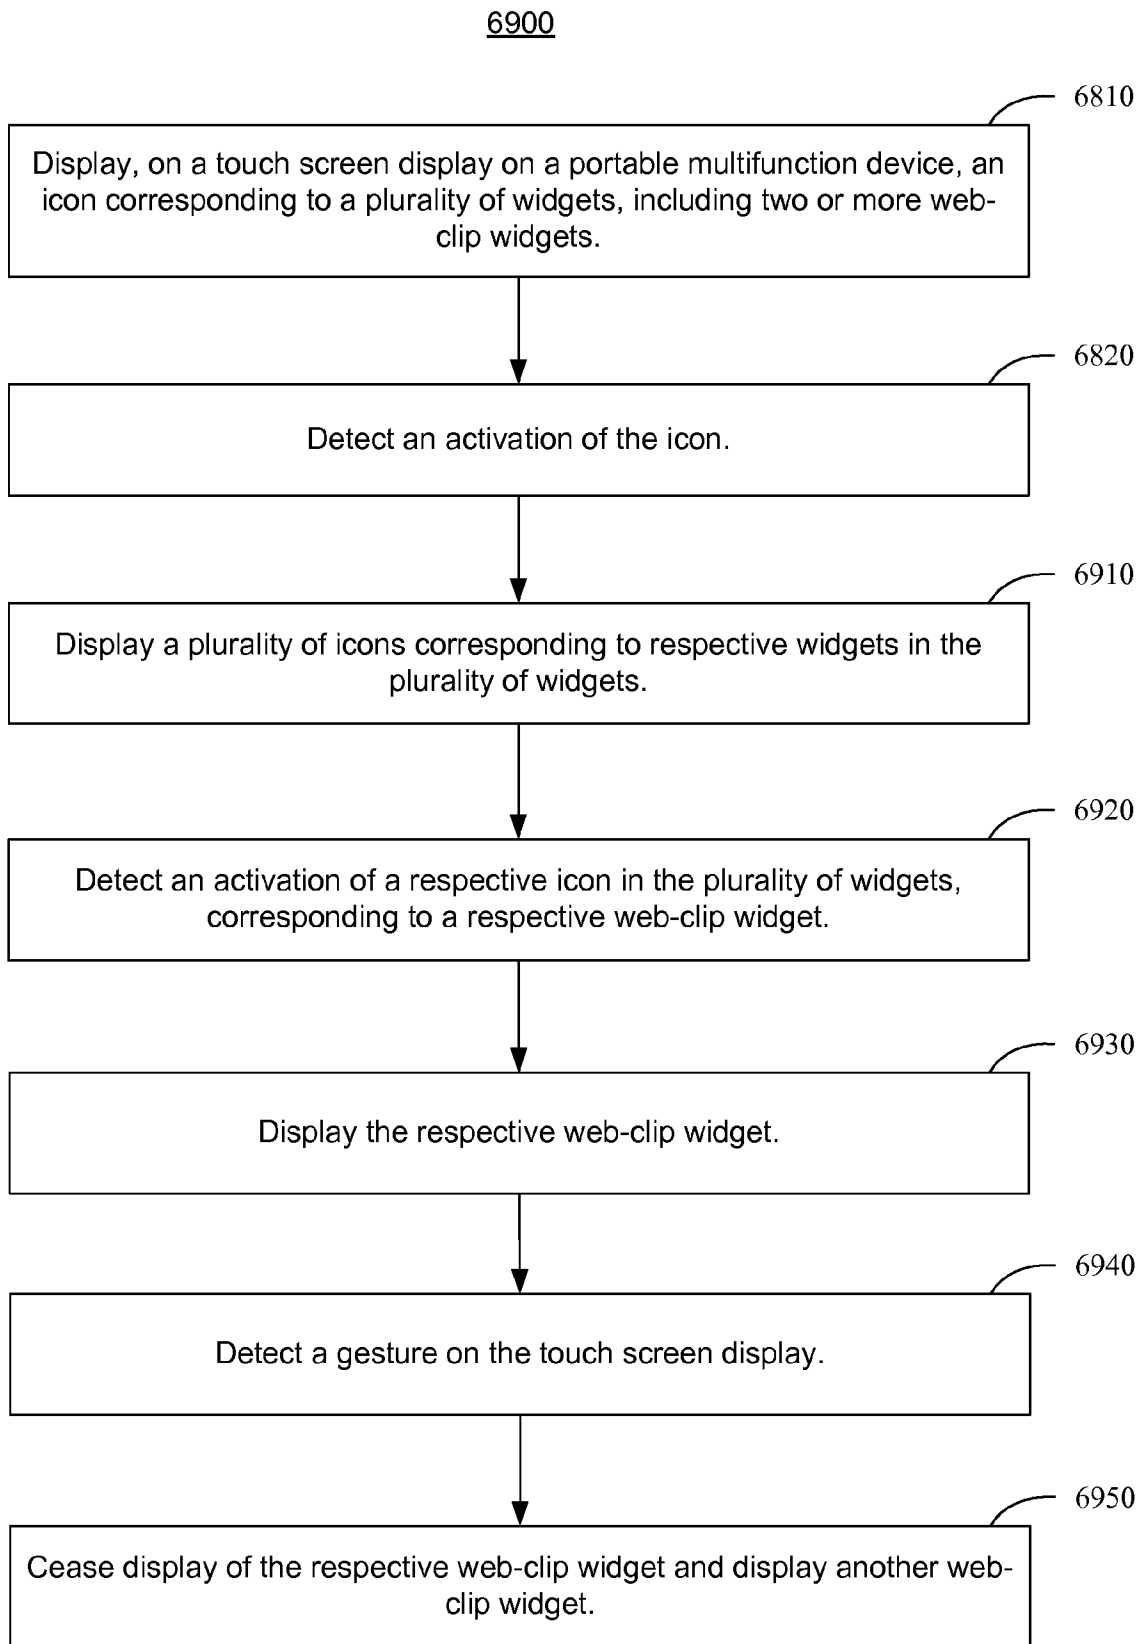 6900
6810
Display, on a touch screen display on a portable multifunction device, an
icon corresponding to a plurality of widgets, including two or more web-
clip widgets.
6820
Detect an activation of the icon.
6910
Display a plurality of icons corresponding to respective widgets in the
plurality of widgets.
6920
Detect an activation of a respective icon in the plurality of widgets,
corresponding to a respective web-clip widget.
6930
Display the respective web-clip widget.
6940
Detect a gesture on the touch screen display.
6950
Cease display of the respective web-clip widget and display another web-
clip widget.